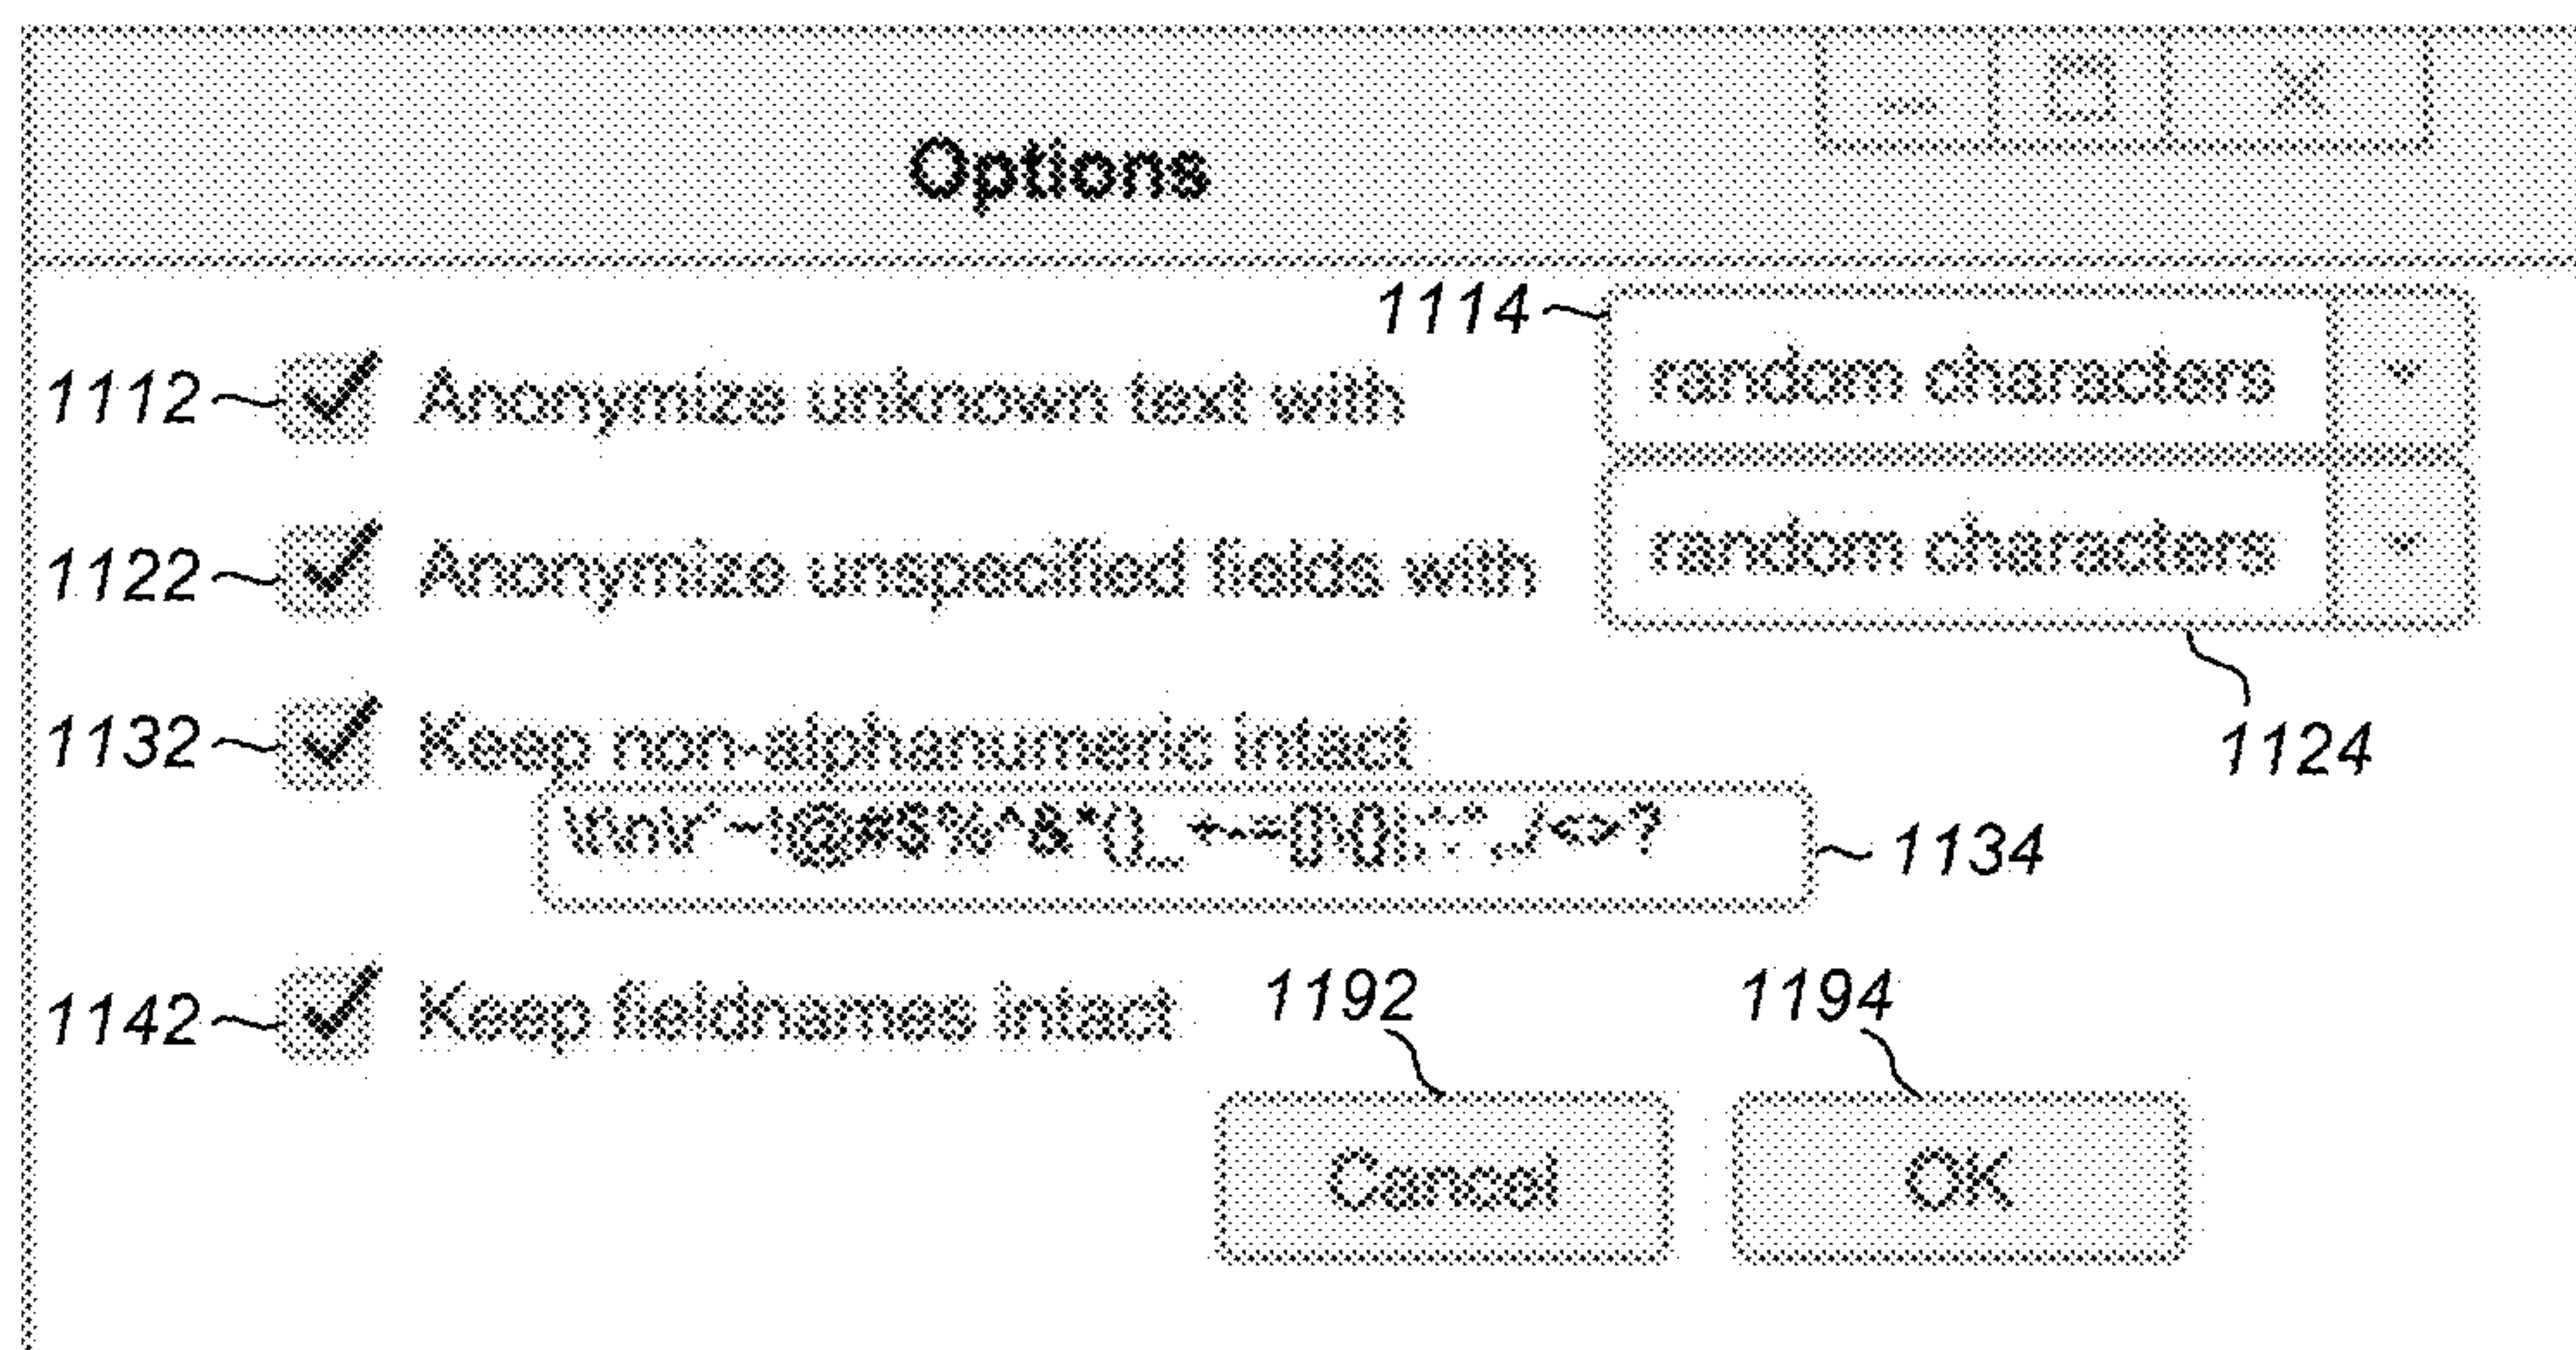 Options
1114 random characters
1112 Anonymize unknown text with
1122 Anonymize unspecified fields with random characters
1132 Keep non-alphanumeric intact
1124
\t\n\r`~!@#$%^&*()_+-=[]\{}|;':",./<>?
1134
1142 Keep fieldnames intact
1192 1194
Cancel OK